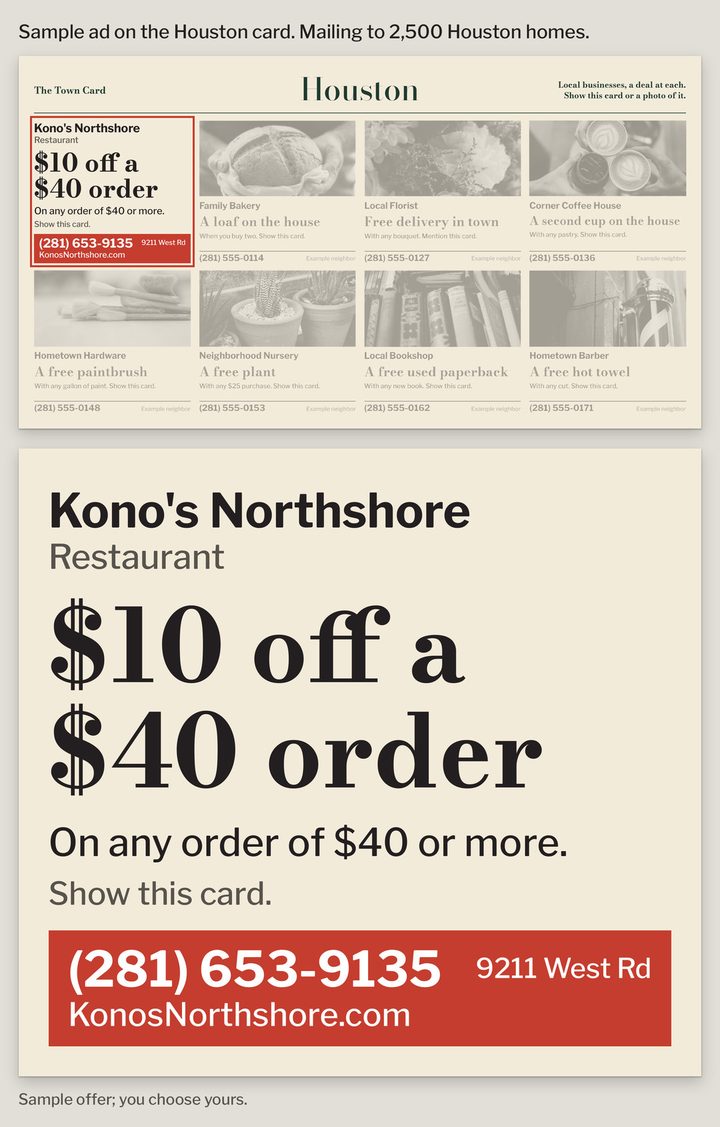 Sample ad on the Houston card. Mailing to 2,500 Houston homes.
The Town Card
Houston
Local businesses, a deal at each.
Show this card or a photo of it.
Kono's Northshore
Restaurant
$10 off a
$40 order
On any order of $40 or more.
Show this card.
(281) 653-9135 9211 West Rd
KonosNorthshore.com
Family Bakery
A loaf on the house
When you buy two. Show this card.
(281) 555-0114 Example neighbor
Local Florist
Free delivery in town
With any bouquet. Mention this card.
(281) 555-0127 Example neighbor
Corner Coffee House
A second cup on the house
With any pastry. Show this card.
(281) 555-0136 Example neighbor
Hometown Hardware
A free paintbrush
With any gallon of paint. Show this card.
(281) 555-0148 Example neighbor
Neighborhood Nursery
A free plant
With any $25 purchase. Show this card.
(281) 555-0153 Example neighbor
Local Bookshop
A free used paperback
With any new book. Show this card.
(281) 555-0162 Example neighbor
Hometown Barber
A free hot towel
With any cut. Show this card.
(281) 555-0171 Example neighbor
Kono's Northshore
Restaurant
$10 off a
$40 order
On any order of $40 or more.
Show this card.
(281) 653-9135 9211 West Rd
KonosNorthshore.com
Sample offer; you choose yours.